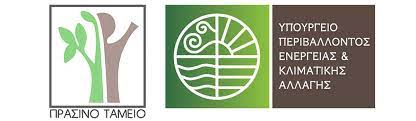 ΠΡΑΣΙΝΟ ΤΑΜΕΙΟ
ΥΠΟΥΡΓΕΙΟ
ΠΕΡΙΒΑΛΛΟΝΤΟΣ
ΕΝΕΡΓΕΙΑΣ &
ΚΛΙΜΑΤΙΚΗΣ
ΑΛΛΑΓΗΣ